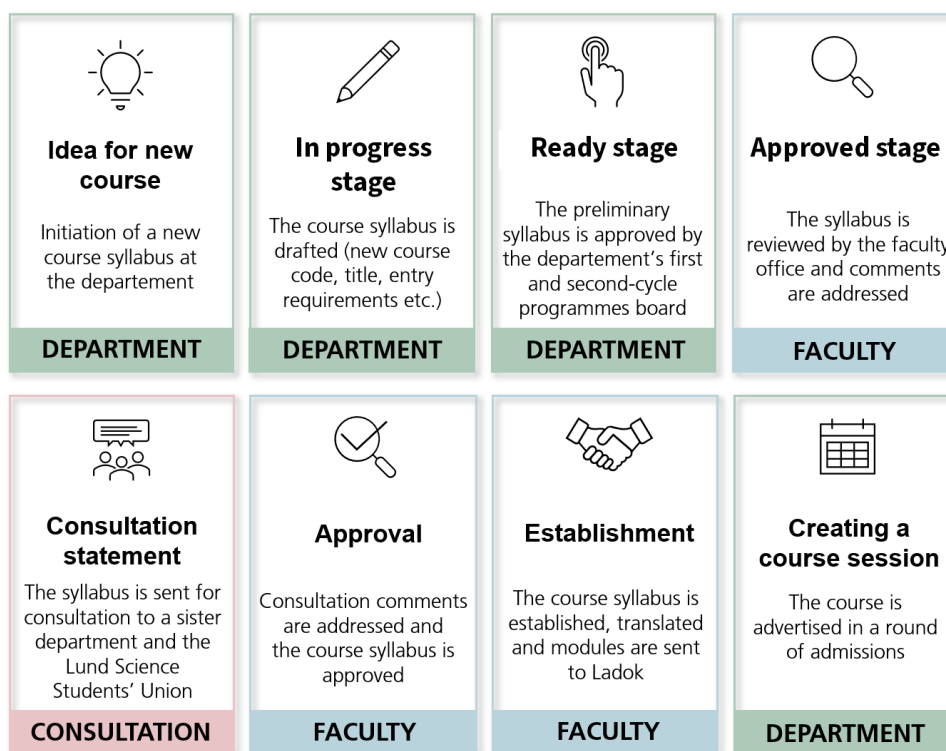 Idea for new
course
Initiation of a new
course syllabus at
the departement
DEPARTMENT
In progress
stage
The course syllabus is
drafted (new course
code, title, entry
requirements etc.)
DEPARTMENT
Ready stage
The preliminary
syllabus is approved by
the departement's first
and second-cycle
programmes board
DEPARTMENT
Approved stage
The syllabus is
reviewed by the faculty
office and comments
are addressed
FACULTY
Consultation
statement
The syllabus is sent for
consultation to a sister
department and the
Lund Science
Students' Union
CONSULTATION
Approval
Consultation comments
are addressed and
the course syllabus is
approved
FACULTY
Establishment
The course syllabus is
established, translated
and modules are sent
to Ladok
FACULTY
Creating a
course session
The course is
advertised in a round
of admissions
DEPARTMENT